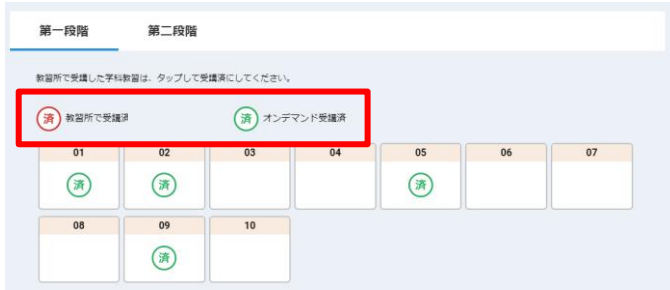 第一段階 第二段階
教習所で受講した学科教習は、タップして受講済にしてください。
済 教習所で受講済 済 オンデマンド受講済
01 02 03 04 05 06 07
済 済 済
08 09 10
済